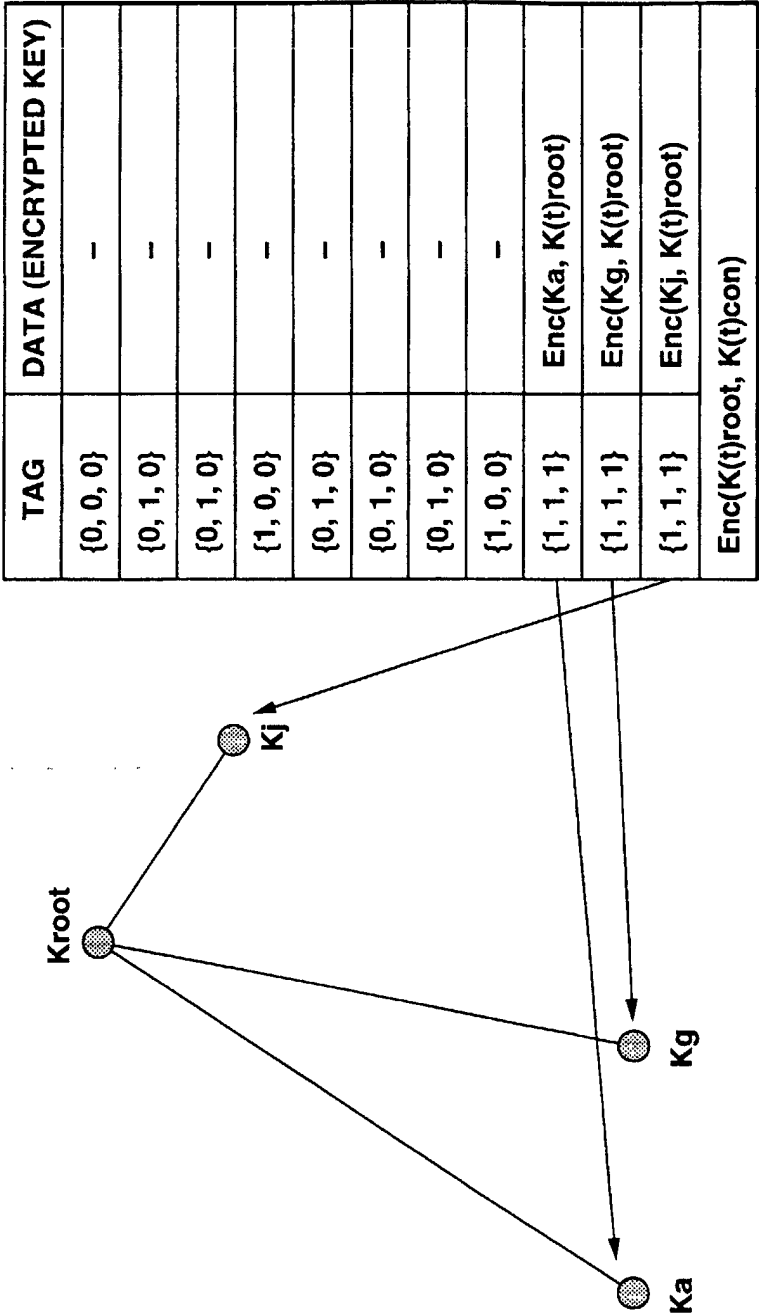 Kroot
Kj
Kg
Ka
TAG DATA (ENCRYPTED KEY)
{0, 0, 0} –
{0, 1, 0} –
{0, 1, 0} –
{1, 0, 0} –
{0, 1, 0} –
{0, 1, 0} –
{0, 1, 0} –
{1, 0, 0} –
{1, 1, 1} Enc(Ka, K(t)root)
{1, 1, 1} Enc(Kg, K(t)root)
{1, 1, 1} Enc(Kj, K(t)root)
Enc(K(t)root, K(t)con)